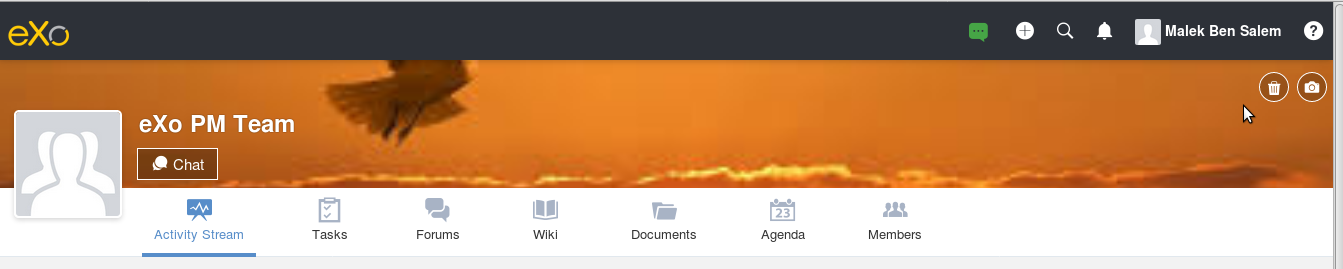 eXo
Malek Ben Salem
?
eXo PM Team
Chat
23
Activity Stream
Tasks
Forums
Wiki
Documents
Agenda
Members